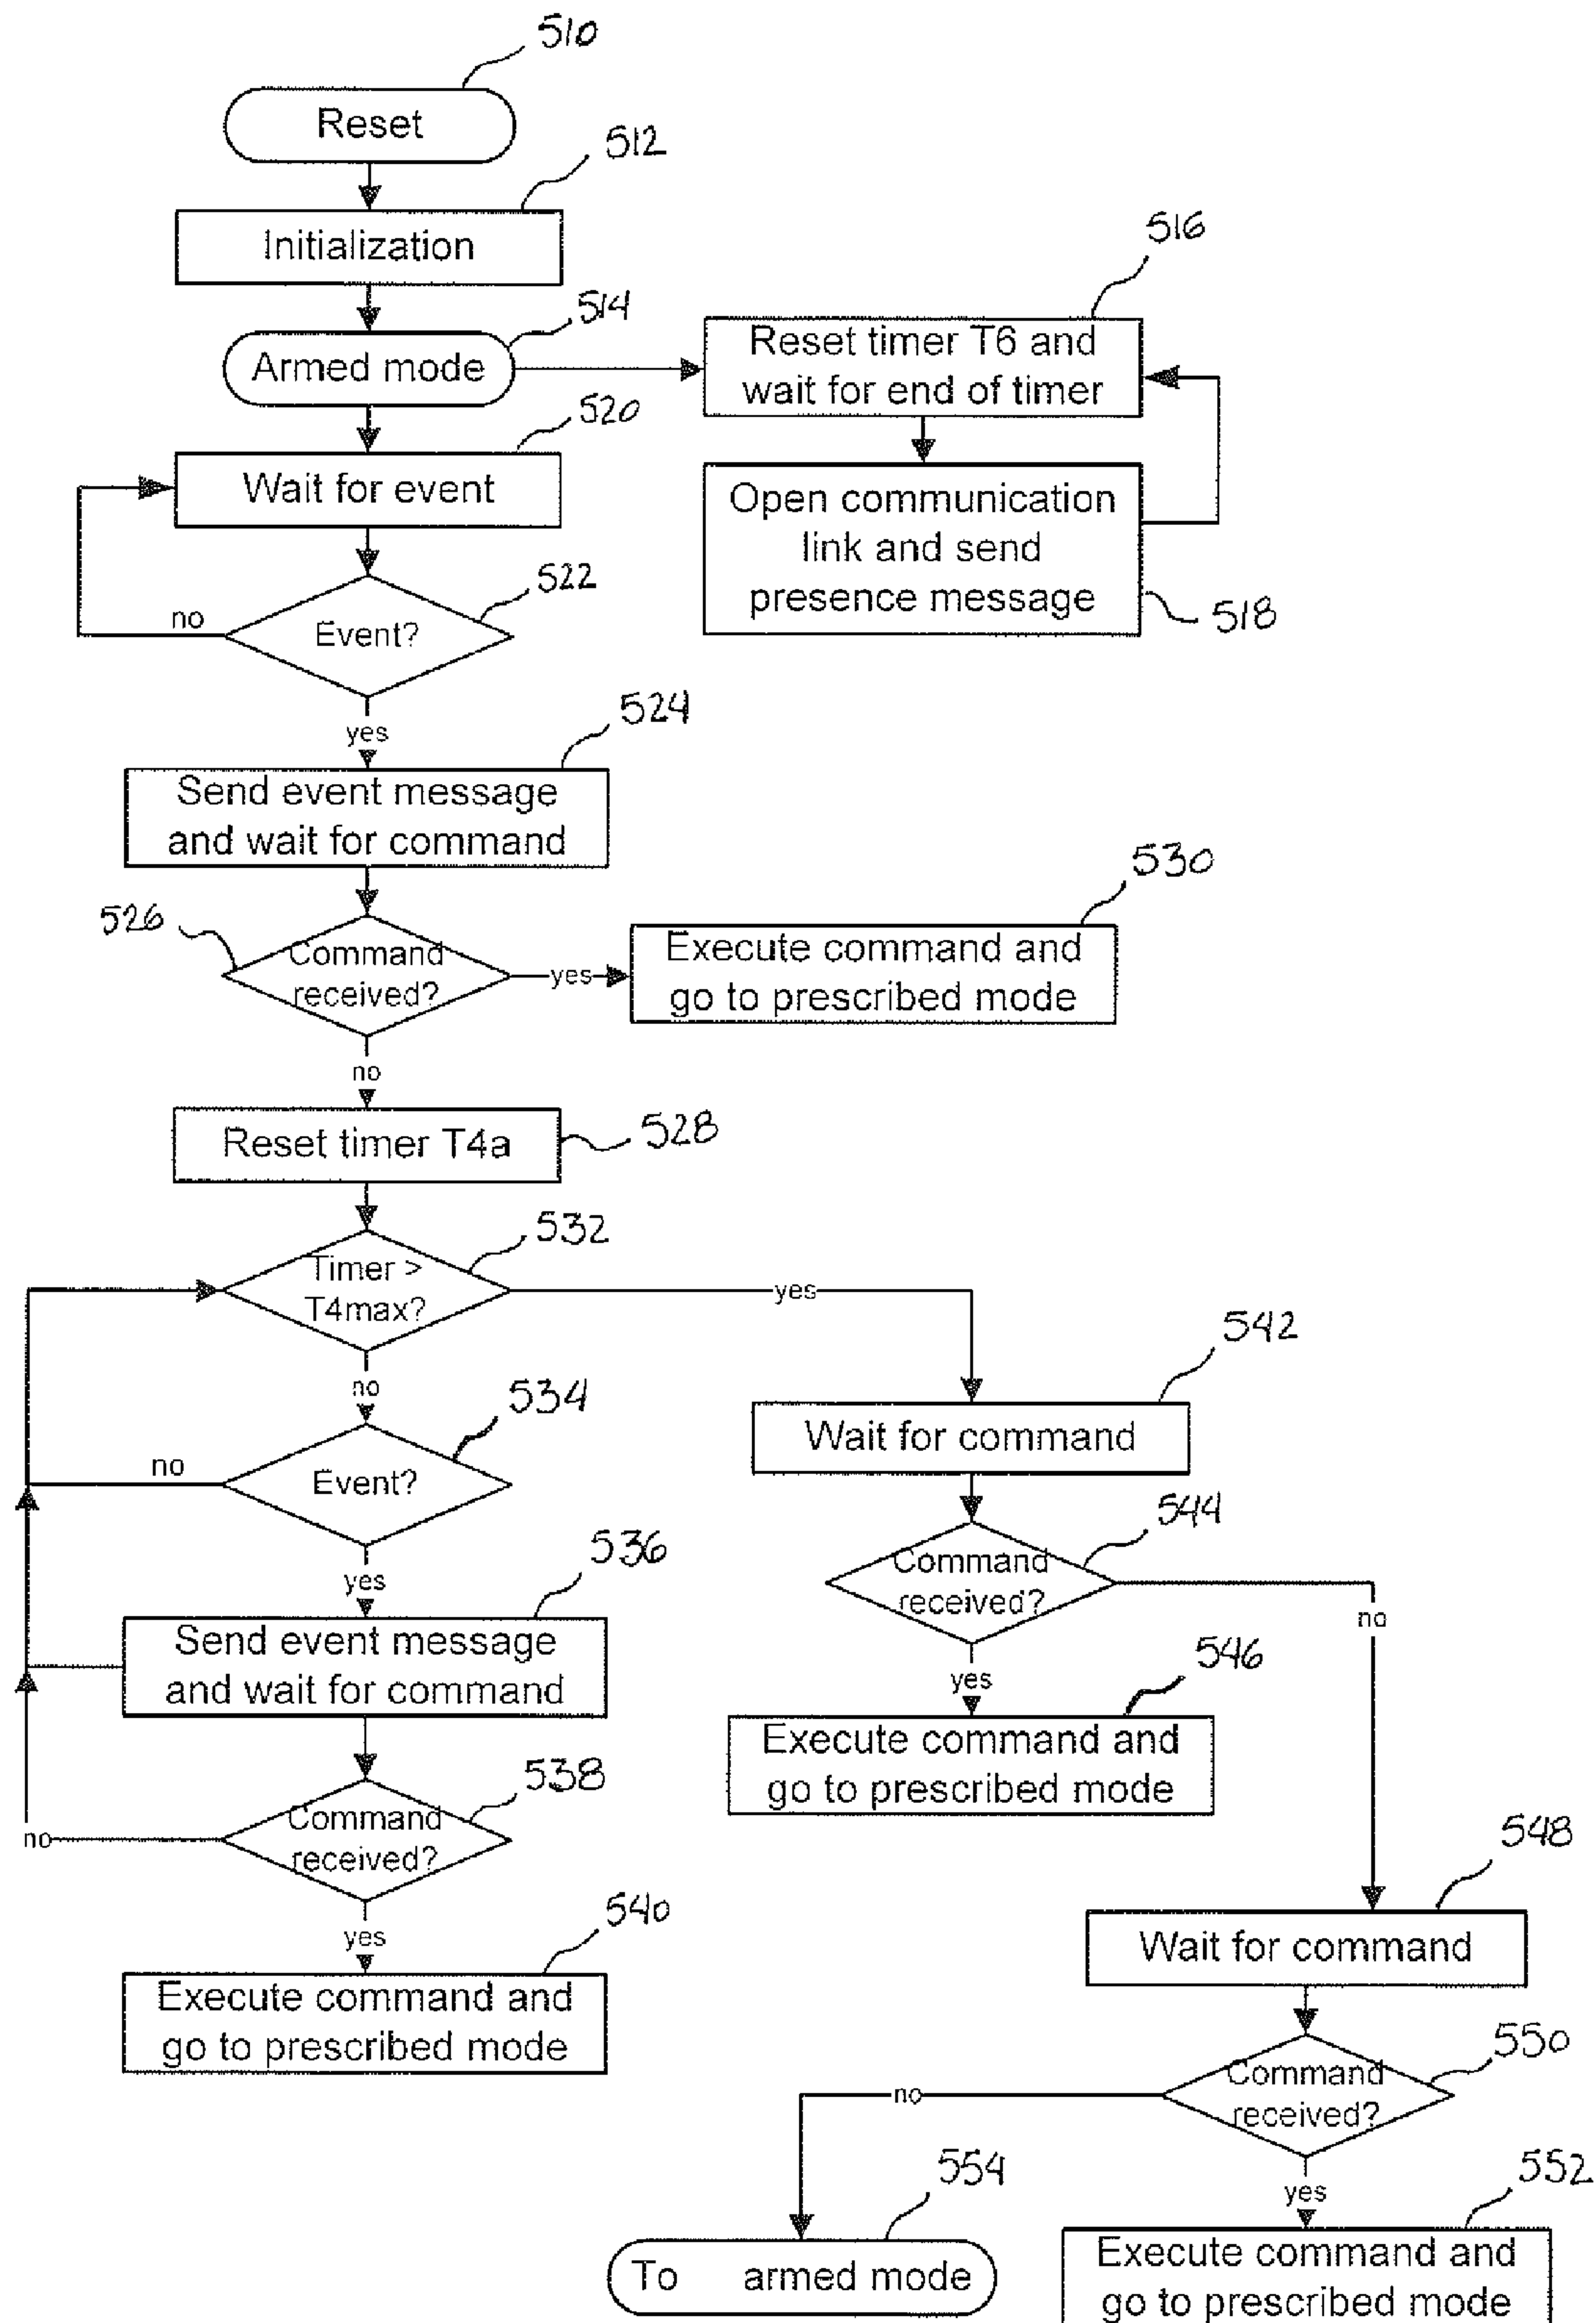 510
Reset
512
Initialization
514
Armed mode
516
Reset timer T6 and
wait for end of timer
520
Wait for event
Open communication
link and send
presence message
518
522
no
Event?
yes
524
Send event message
and wait for command
526
Command
received?
yes
530
Execute command and
go to prescribed mode
no
Reset timer T4a
528
532
Timer >
T4max?
yes
no
534
no
Event?
yes
536
Send event message
and wait for command
538
no
Command
received?
yes
540
Execute command and
go to prescribed mode
542
Wait for command
544
Command
received?
no
yes
546
Execute command and
go to prescribed mode
548
Wait for command
550
Command
received?
no
yes
554
To armed mode
552
Execute command and
go to prescribed mode